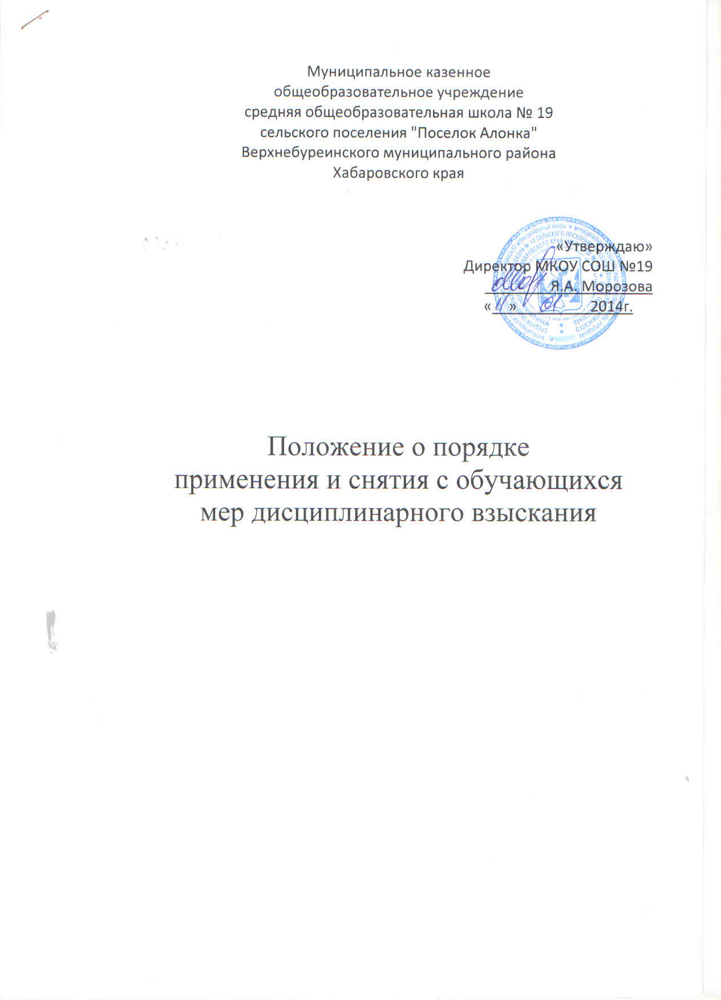 Муниципальное казенное
общеобразовательное учреждение
средняя общеобразовательная школа № 19
сельского поселения "Поселок Алонка"
Верхнебуреинского муниципального района
Хабаровского края
«Утверждаю»
Директор МКОУ СОШ №19
Я.А. Морозова
«11» 01 2014г.
Положение о порядке
применения и снятия с обучающихся
мер дисциплинарного взыскания